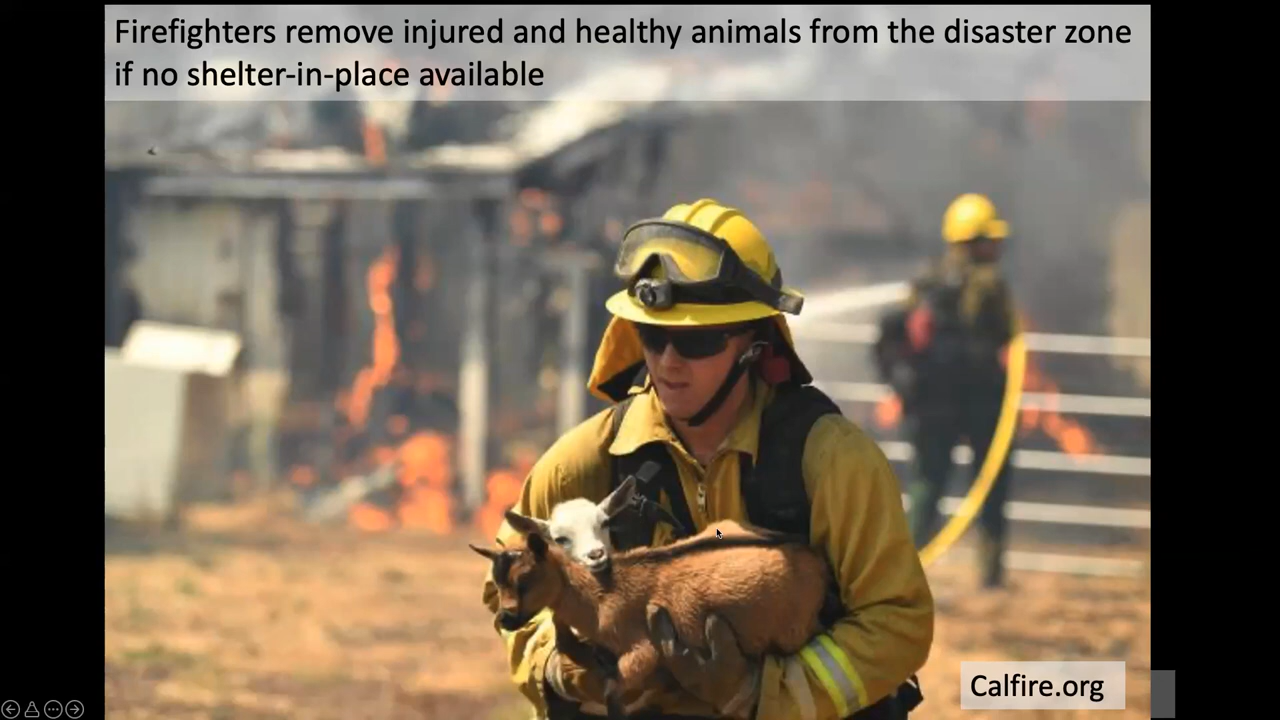 Firefighters remove injured and healthy animals from the disaster zone
if no shelter-in-place available
Calfire.org